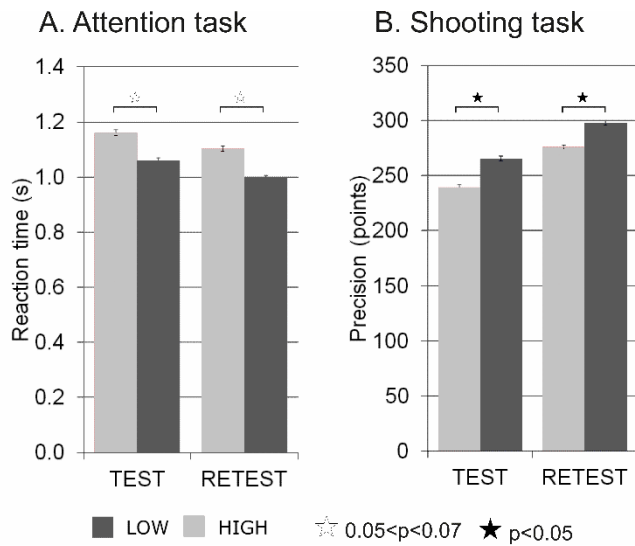 A. Attention task
B. Shooting task
Reaction time (s)
1.4
1.2
1.0
0.8
0.6
0.4
0.2
0.0
TEST
RETEST
Precision (points)
350
300
250
200
150
100
50
0
TEST
RETEST
LOW
HIGH
☆ 0.05<p<0.07
★ p<0.05